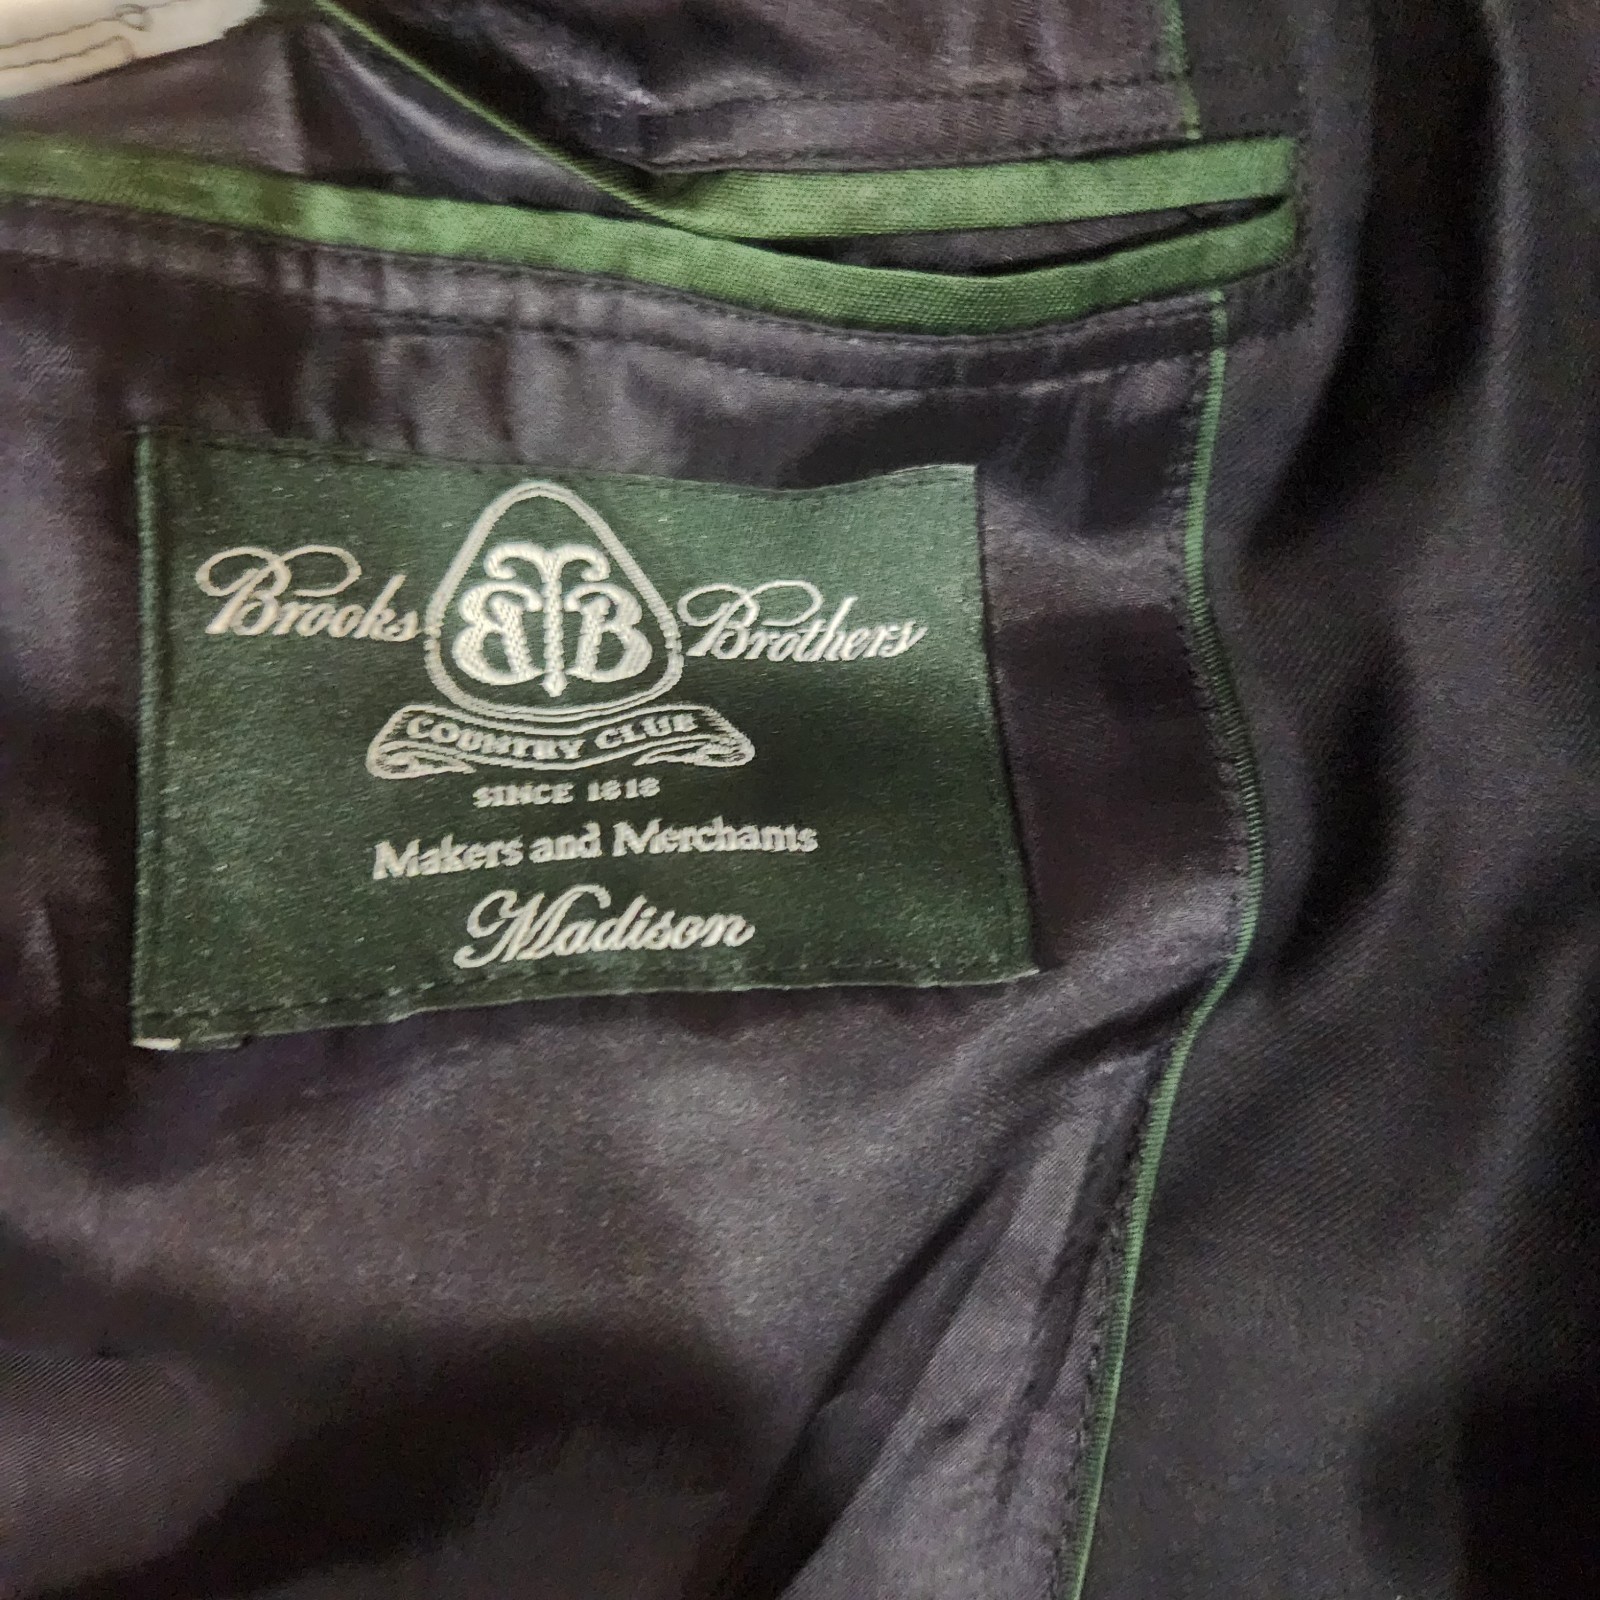 Brooks Brothers
BB
COUNTRY CLUB
SINCE 1818
Makers and Merchants
Madison